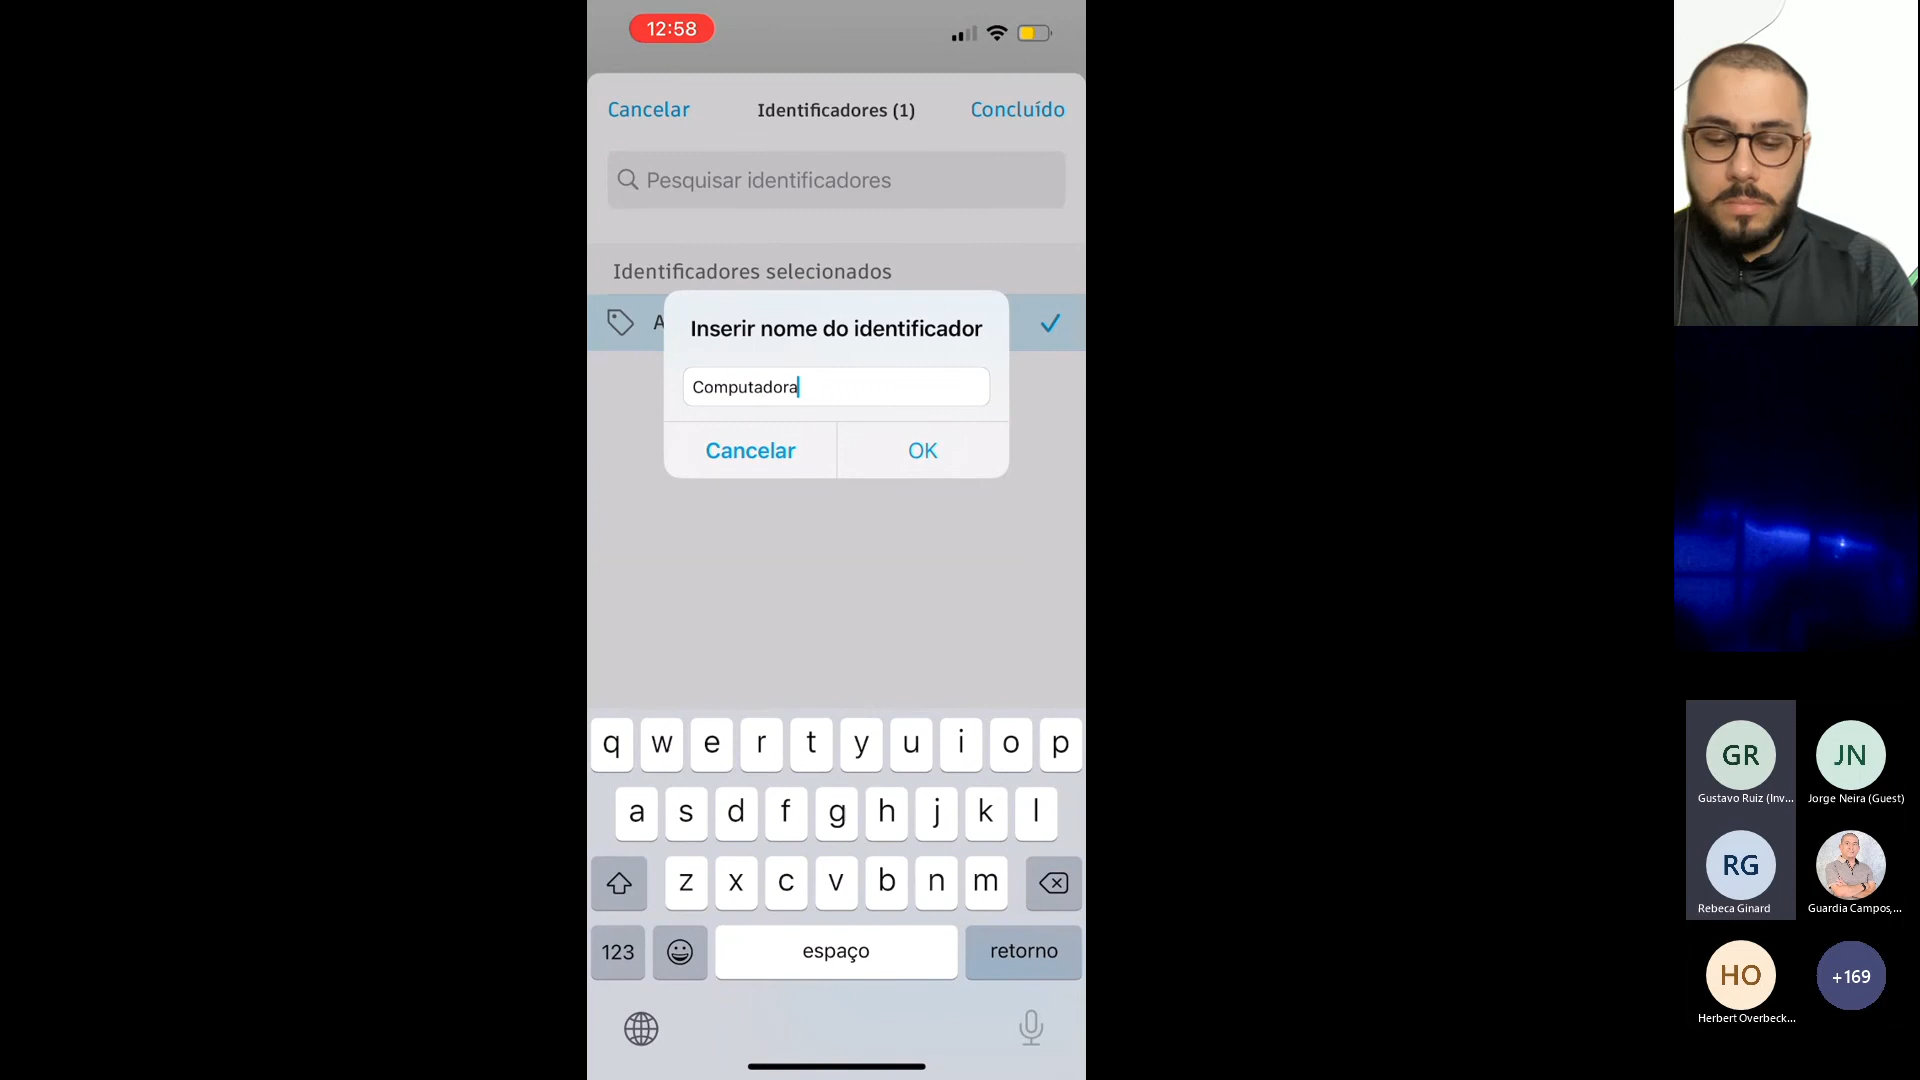 12:58
Cancelar
Identificadores (1)
Concluído
Pesquisar identificadores
Identificadores selecionados
A
Inserir nome do identificador
Computadora
Cancelar
OK
q w e r t y u i o p
a s d f g h j k l
z x c v b n m
123
espaço
retorno
GR
JN
Gustavo Ruiz (Inv...
Jorge Neira (Guest)
RG
Rebeca Ginard
Guardia Campos,...
HO
+169
Herbert Overbeck...